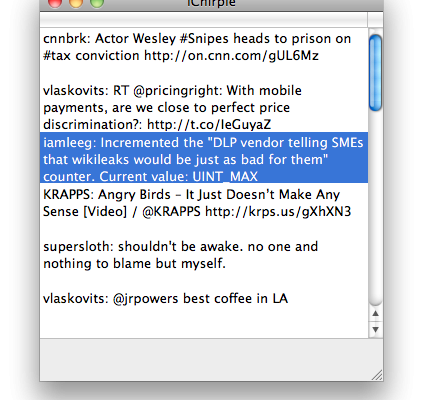 iChirpie
cnnbrk: Actor Wesley #Snipes heads to prison on
#tax conviction http://on.cnn.com/gUL6Mz
vlaskovits: RT @pricingright: With mobile
payments, are we close to perfect price
discrimination?: http://t.co/IeGuyaZ
iamleeg: Incremented the "DLP vendor telling SMEs
that wikileaks would be just as bad for them"
counter. Current value: UINT_MAX
KRAPPS: Angry Birds – It Just Doesn't Make Any
Sense [Video] / @KRAPPS http://krps.us/gXhXN3
supersloth: shouldn't be awake. no one and
nothing to blame but myself.
vlaskovits: @jrpowers best coffee in LA